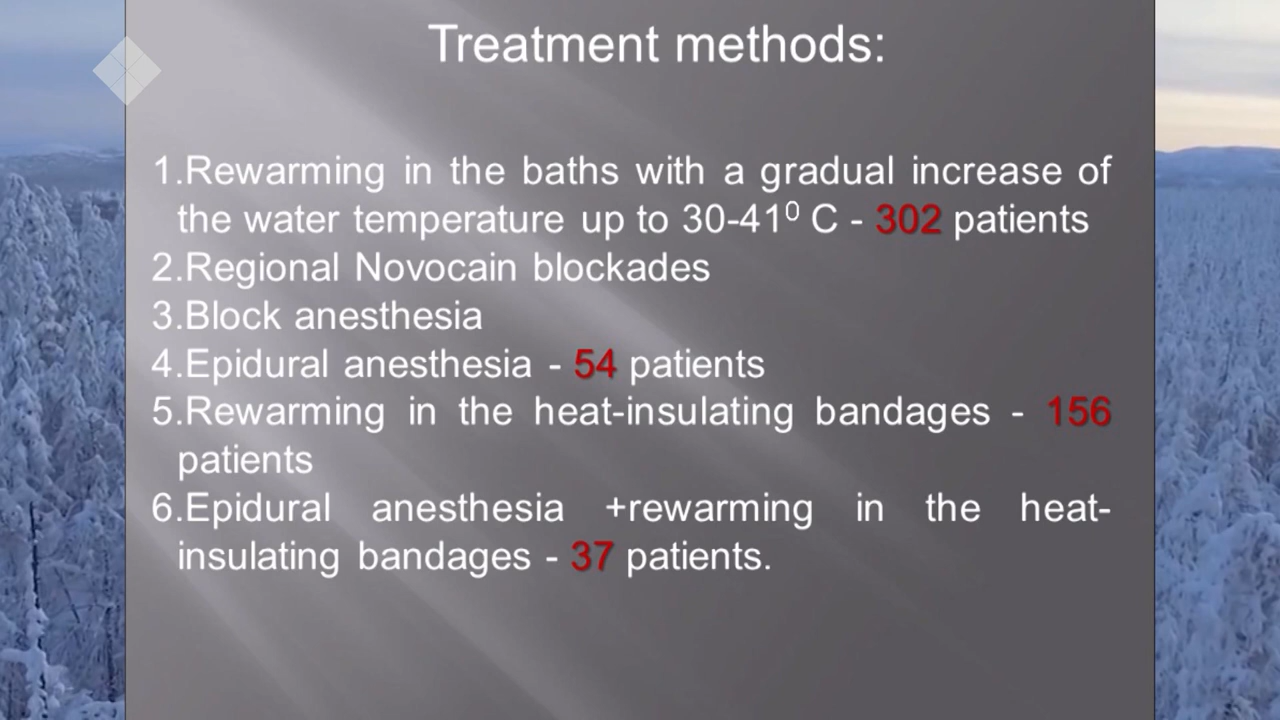 Treatment methods:
1.Rewarming in the baths with a gradual increase of
the water temperature up to 30-41⁰ C - 302 patients
2.Regional Novocain blockades
3.Block anesthesia
4.Epidural anesthesia - 54 patients
5.Rewarming in the heat-insulating bandages - 156
patients
6.Epidural anesthesia +rewarming in the heat-
insulating bandages - 37 patients.